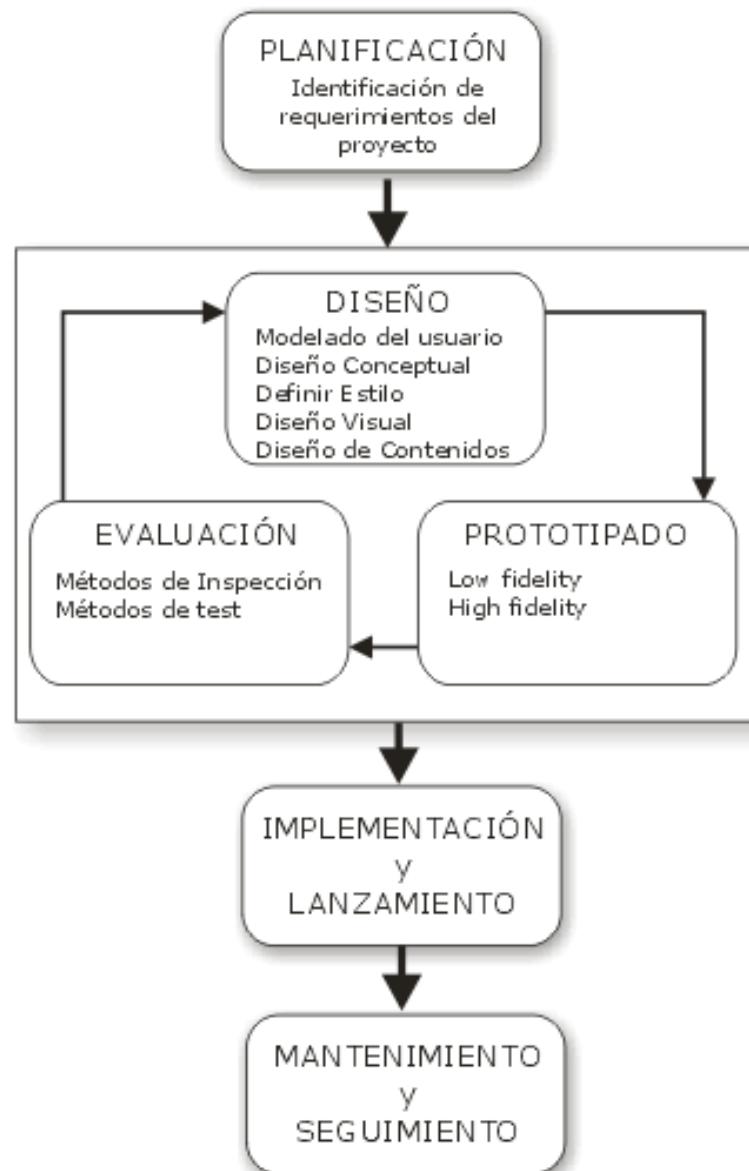 PLANIFICACIÓN
Identificación de
requerimientos del
proyecto
DISEÑO
Modelado del usuario
Diseño Conceptual
Definir Estilo
Diseño Visual
Diseño de Contenidos
EVALUACIÓN
Métodos de Inspección
Métodos de test
PROTOTIPADO
Low fidelity
High fidelity
IMPLEMENTACIÓN
y
LANZAMIENTO
MANTENIMIENTO
y
SEGUIMIENTO